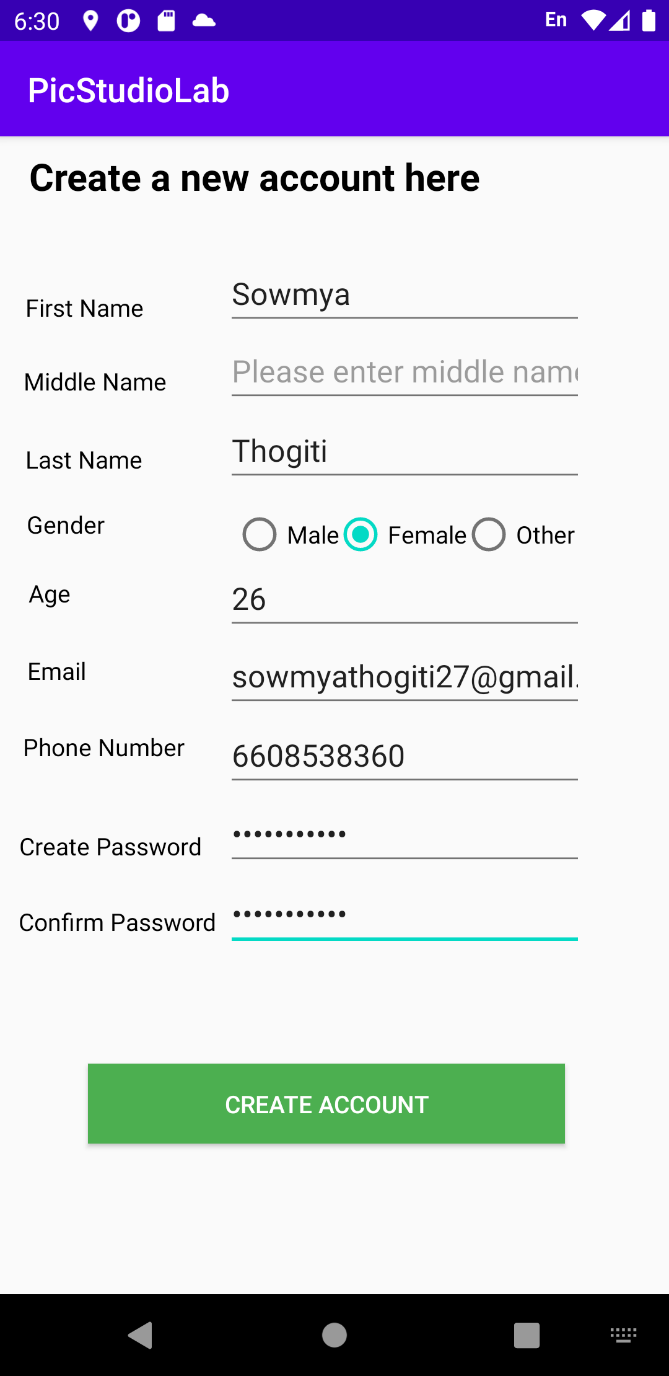 6:30 En
PicStudioLab
Create a new account here
First Name Sowmya
Middle Name Please enter middle name
Last Name Thogiti
Gender Male Female Other
Age 26
Email sowmyathogiti27@gmail.
Phone Number 6608538360
Create Password •••••••••••
Confirm Password •••••••••••
CREATE ACCOUNT